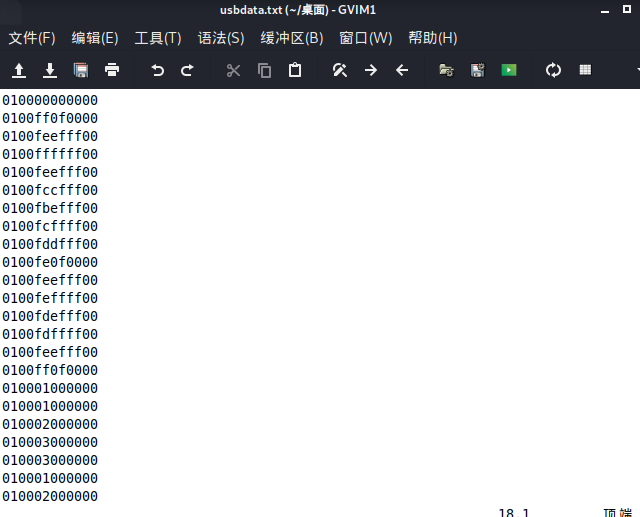 usbdata.txt (~/桌面) - GVIM1
文件(F) 编辑(E) 工具(T) 语法(S) 缓冲区(B) 窗口(W) 帮助(H)
010000000000
0100ff0f0000
0100feefff00
0100ffffff00
0100feefff00
0100fccfff00
0100fbefff00
0100fcffff00
0100fddfff00
0100fe0f0000
0100feefff00
0100feffff00
0100fdefff00
0100fdffff00
0100feefff00
0100ff0f0000
010001000000
010001000000
010002000000
010003000000
010003000000
010001000000
010002000000
18,1 顶端